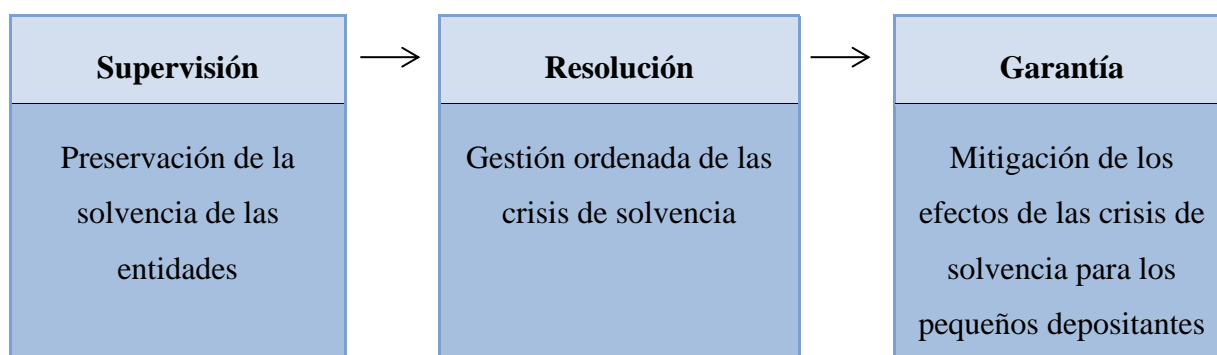 Supervisión
Preservación de la
solvencia de las
entidades
Resolución
Gestión ordenada de las
crisis de solvencia
Garantía
Mitigación de los
efectos de las crisis de
solvencia para los
pequeños depositantes